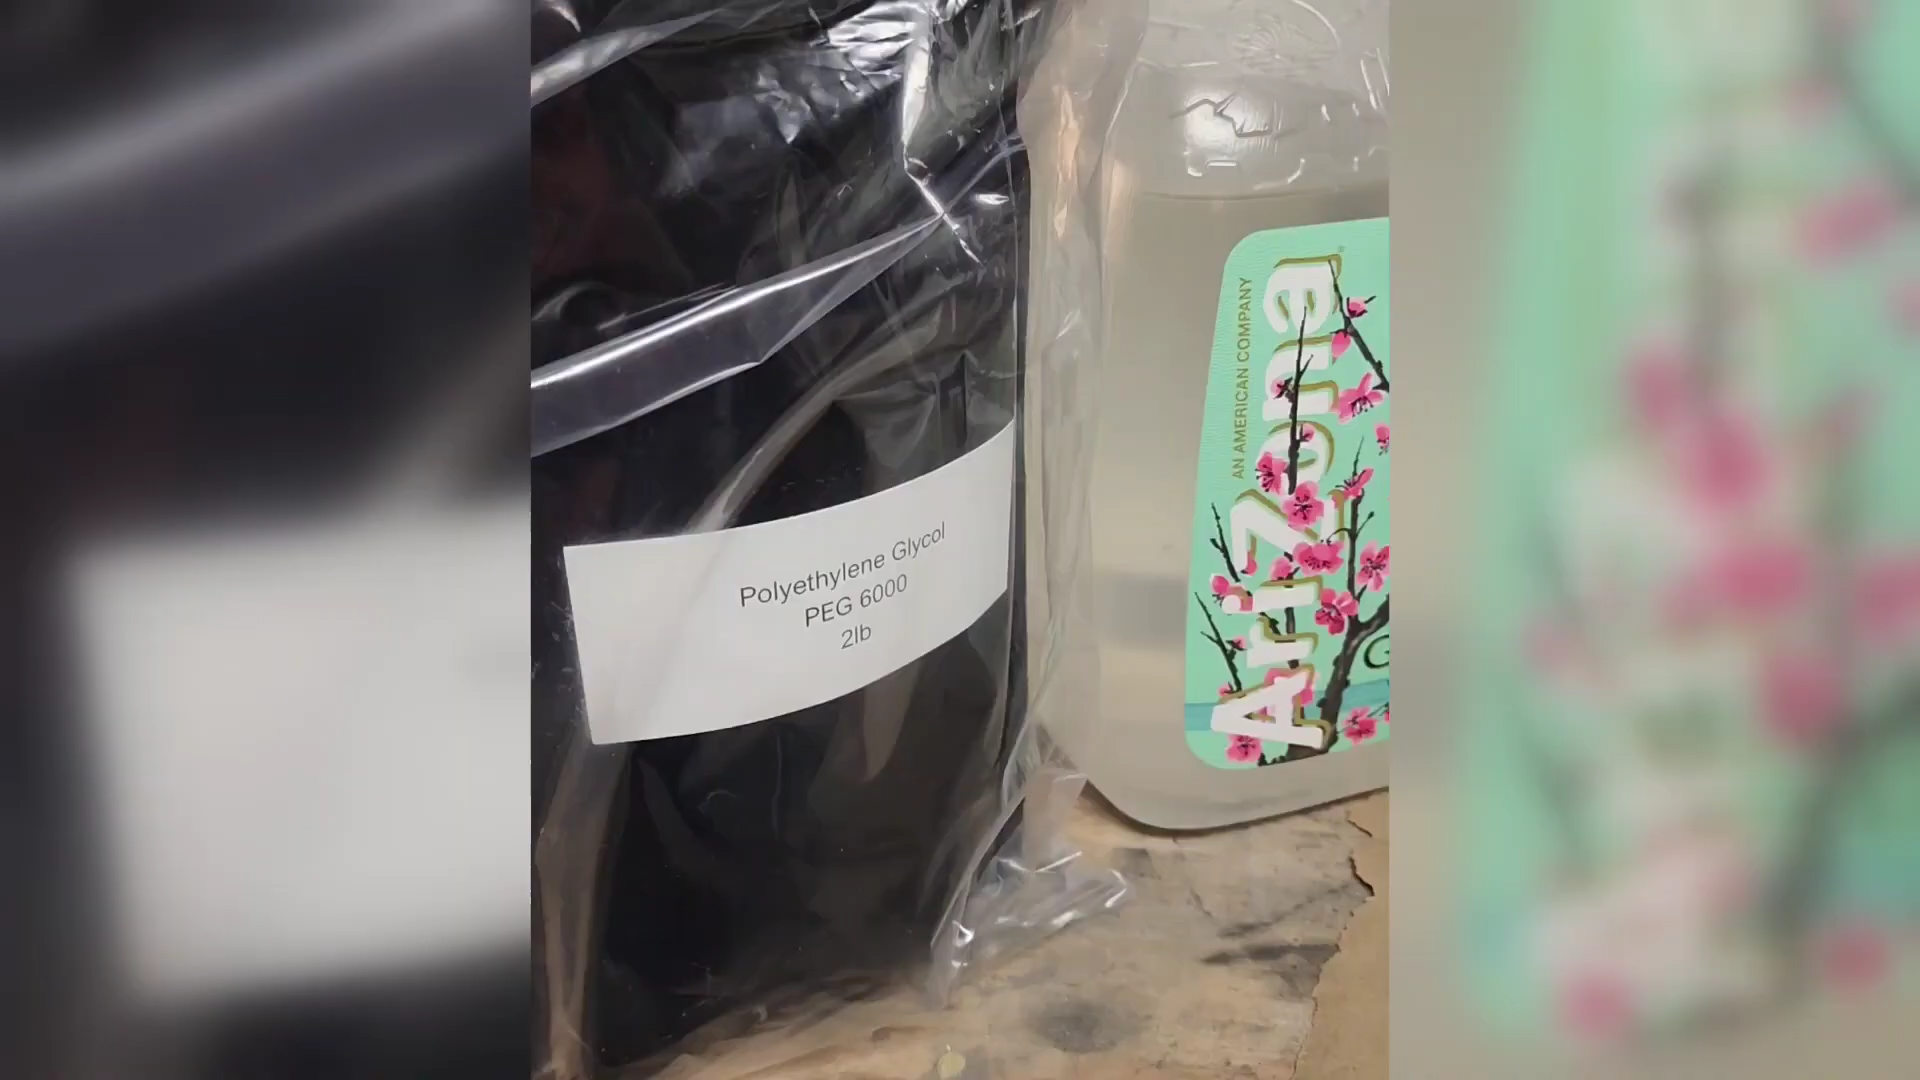 Polyethylene Glycol
PEG 6000
2lb
AN AMERICAN COMPANY
AriZona